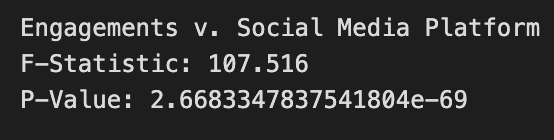 Engagements v. Social Media Platform
F-Statistic: 107.516
P-Value: 2.6683347837541804e-69